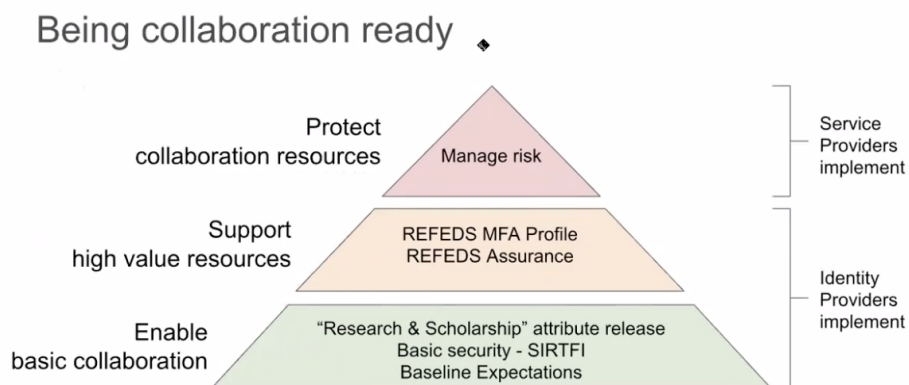 Being collaboration ready
Protect
collaboration resources
Manage risk
Service
Providers
implement
Support
high value resources
REFEDS MFA Profile
REFEDS Assurance
Identity
Providers
implement
Enable
basic collaboration
“Research & Scholarship” attribute release
Basic security - SIRTFI
Baseline Expectations